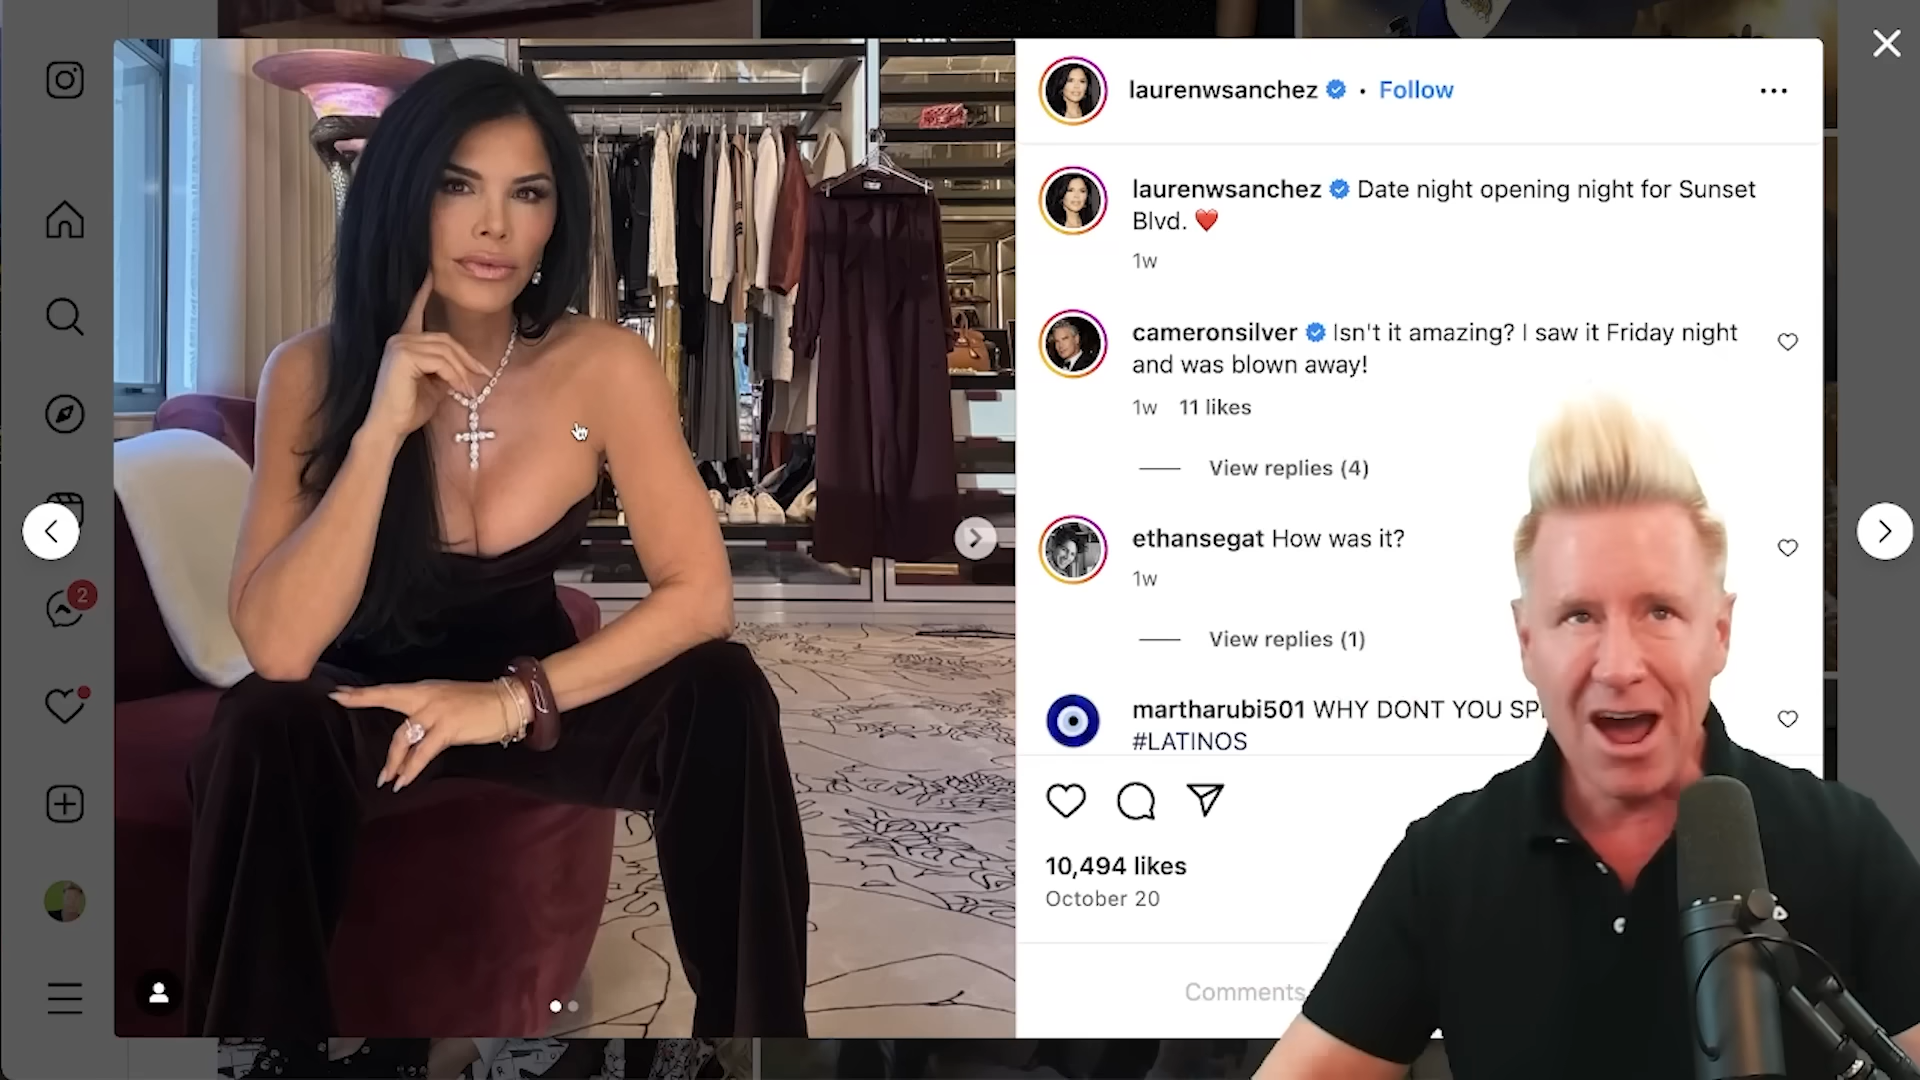 laurenwsanchez • Follow
laurenwsanchez Date night opening night for Sunset
Blvd. ❤️
1w
cameronsilver Isn't it amazing? I saw it Friday night
and was blown away!
1w 11 likes
View replies (4)
ethansegat How was it?
1w
View replies (1)
martharubi501 WHY DONT YOU SP
#LATINOS
2
10,494 likes
October 20
Comments